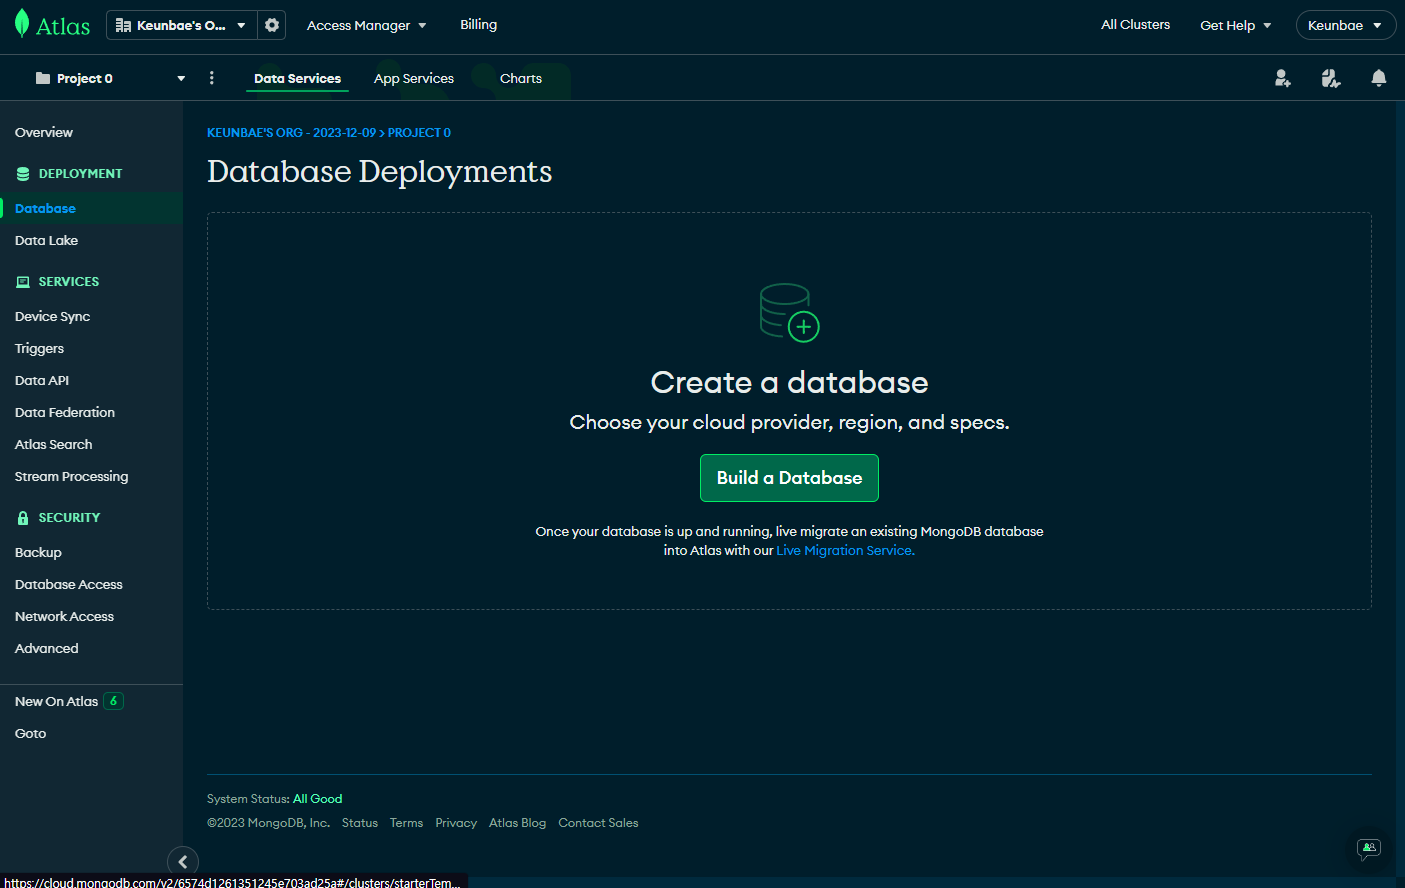 Atlas
Keunbae's O...
Access Manager
Billing
All Clusters
Get Help
Keunbae
Project 0
Data Services
App Services
Charts
Overview
DEPLOYMENT
Database
Data Lake
SERVICES
Device Sync
Triggers
Data API
Data Federation
Atlas Search
Stream Processing
SECURITY
Backup
Database Access
Network Access
Advanced
New On Atlas 6
Goto
KEUNBAE'S ORG - 2023-12-09 > PROJECT 0
Database Deployments
Create a database
Choose your cloud provider, region, and specs.
Build a Database
Once your database is up and running, live migrate an existing MongoDB database
into Atlas with our Live Migration Service.
System Status: All Good
©2023 MongoDB, Inc. Status Terms Privacy Atlas Blog Contact Sales
https://cloud.mongodb.com/v2/6574d1261351245e703ad25a#/clusters/starterTem...